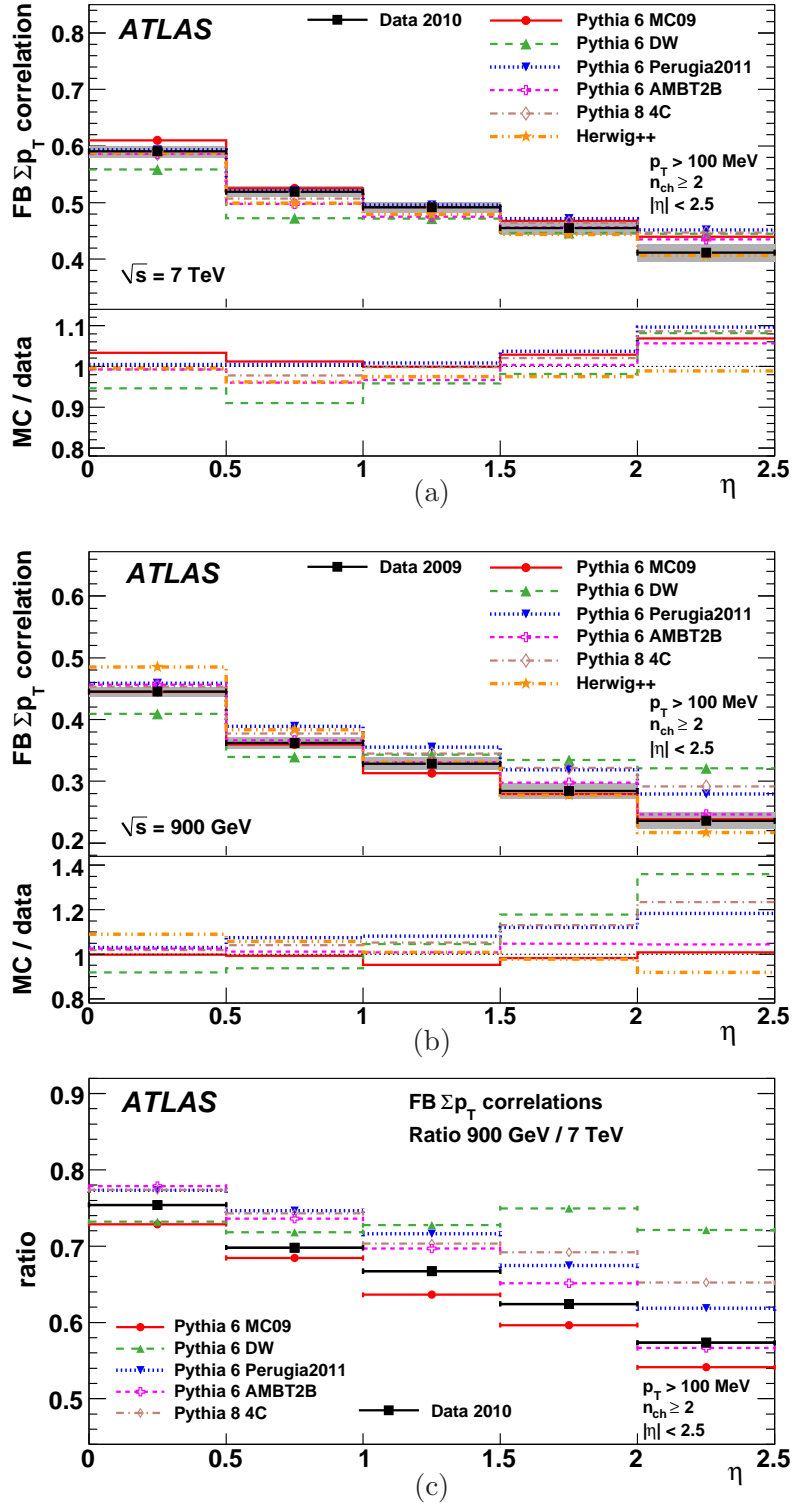 ATLAS
Data 2010
Pythia 6 MC09
Pythia 6 DW
Pythia 6 Perugia2011
Pythia 6 AMBT2B
Pythia 8 4C
Herwig++
p_T > 100 MeV
n_ch ≥ 2
|η| < 2.5
√s = 7 TeV
FB Σp_T correlation
0.8
0.7
0.6
0.5
0.4
MC / data
1.1
1
0.9
0.8
0 0.5 1 1.5 2 2.5
η
(a)
ATLAS
Data 2009
Pythia 6 MC09
Pythia 6 DW
Pythia 6 Perugia2011
Pythia 6 AMBT2B
Pythia 8 4C
Herwig++
p_T > 100 MeV
n_ch ≥ 2
|η| < 2.5
√s = 900 GeV
FB Σp_T correlation
0.6
0.5
0.4
0.3
0.2
MC / data
1.4
1.2
1
0.8
0 0.5 1 1.5 2 2.5
η
(b)
ATLAS
FB Σp_T correlations
Ratio 900 GeV / 7 TeV
ratio
0.9
0.8
0.7
0.6
0.5
Pythia 6 MC09
Pythia 6 DW
Pythia 6 Perugia2011
Pythia 6 AMBT2B
Pythia 8 4C
Data 2010
p_T > 100 MeV
n_ch ≥ 2
|η| < 2.5
0 0.5 1 1.5 2 2.5
η
(c)